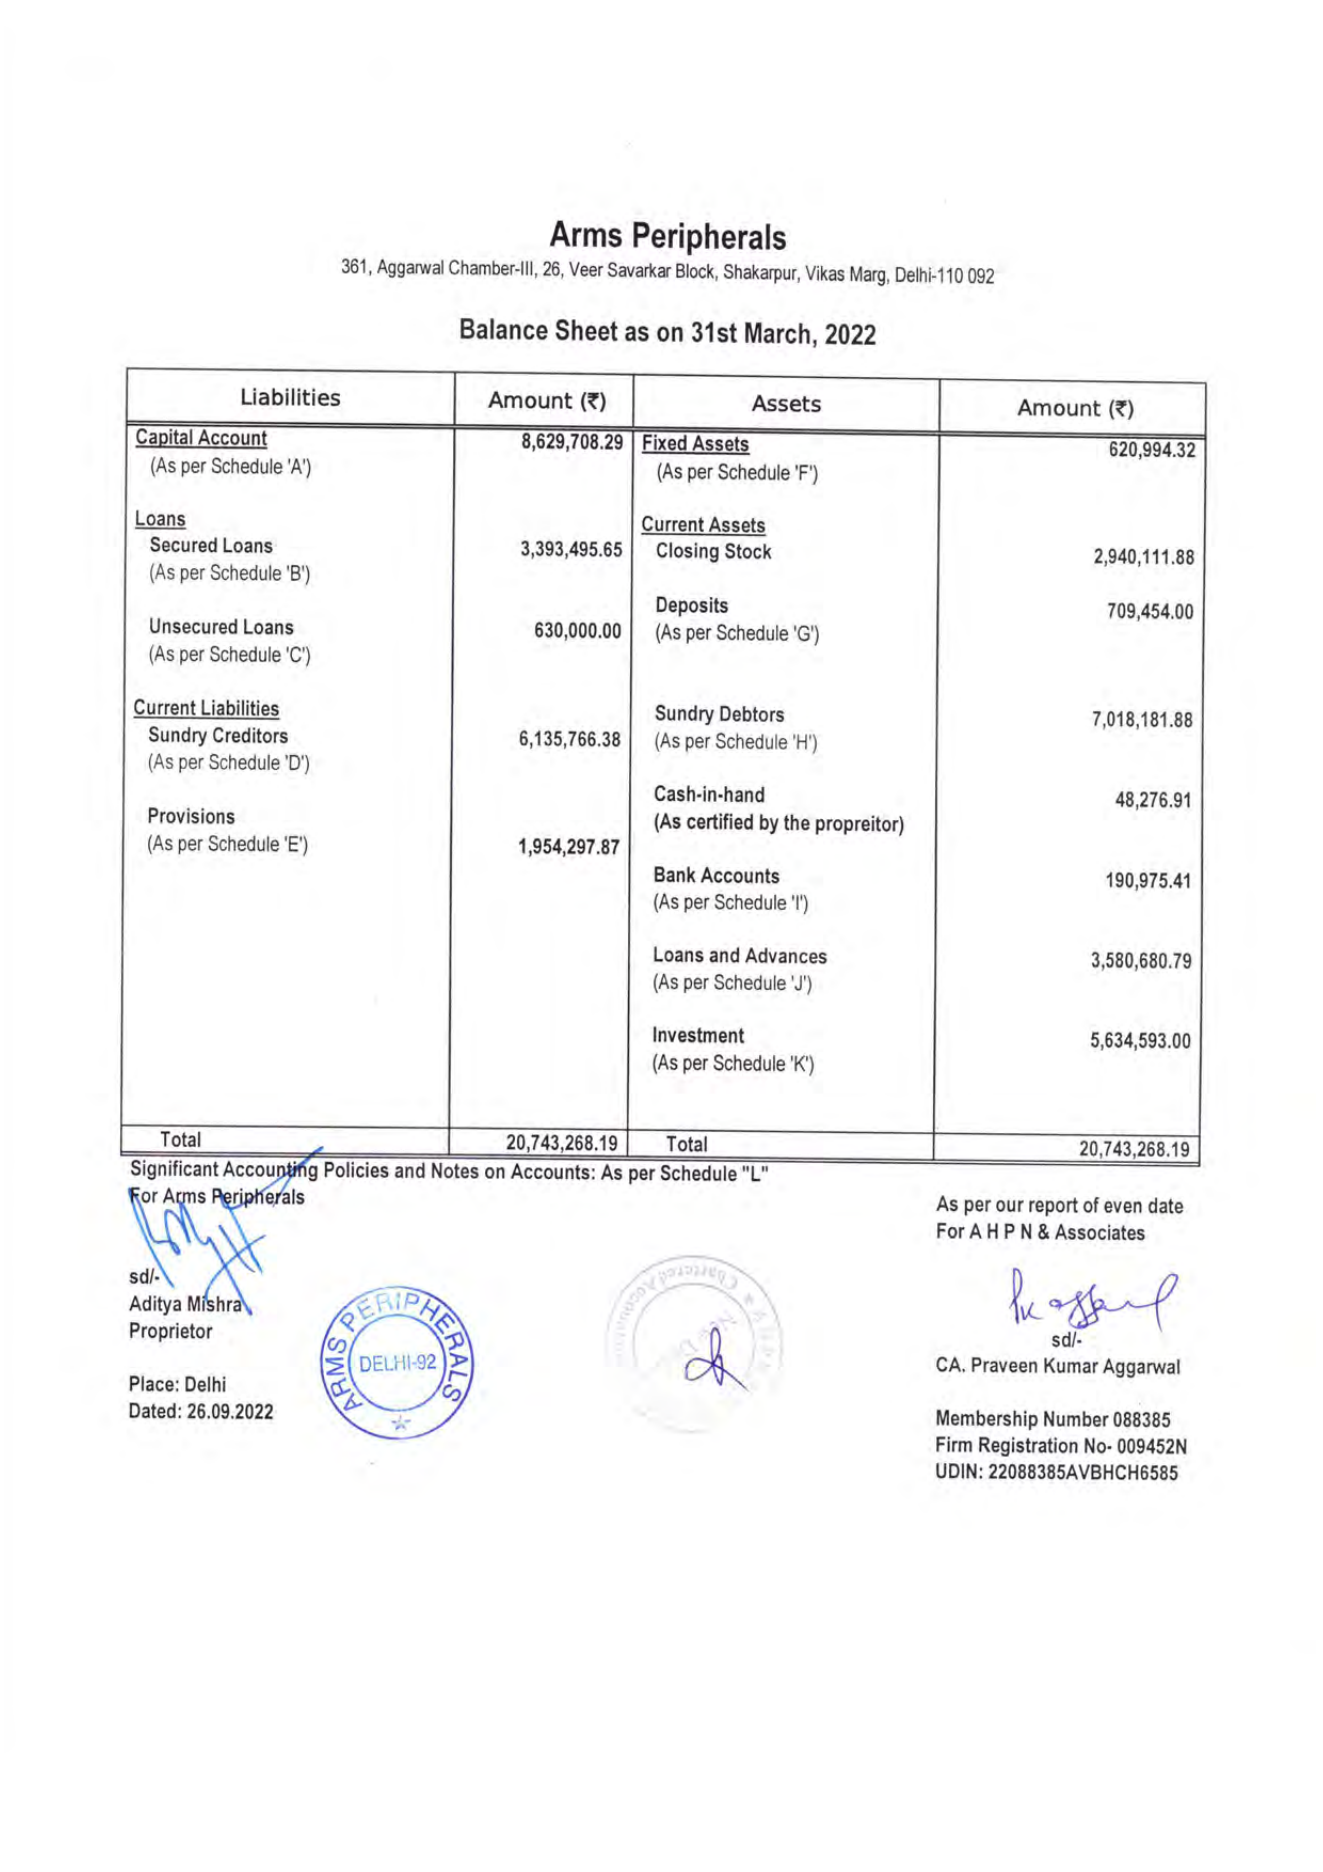 Arms Peripherals
361, Aggarwal Chamber-III, 26, Veer Savarkar Block, Shakarpur, Vikas Marg, Delhi-110 092
Balance Sheet as on 31st March, 2022
Liabilities Amount (₹) Assets Amount (₹)
Capital Account 8,629,708.29 Fixed Assets 620,994.32
(As per Schedule 'A') (As per Schedule 'F')
Loans Current Assets
Secured Loans 3,393,495.65 Closing Stock 2,940,111.88
(As per Schedule 'B')
Deposits 709,454.00
Unsecured Loans 630,000.00 (As per Schedule 'G')
(As per Schedule 'C')
Current Liabilities Sundry Debtors 7,018,181.88
Sundry Creditors 6,135,766.38 (As per Schedule 'H')
(As per Schedule 'D')
Cash-in-hand 48,276.91
Provisions (As certified by the propreitor)
(As per Schedule 'E') 1,954,297.87
Bank Accounts 190,975.41
(As per Schedule 'I')
Loans and Advances 3,580,680.79
(As per Schedule 'J')
Investment 5,634,593.00
(As per Schedule 'K')
Total 20,743,268.19 Total 20,743,268.19
Significant Accounting Policies and Notes on Accounts: As per Schedule "L"
For Arms Peripherals
As per our report of even date
For A H P N & Associates
sd/-
Aditya Mishra
Proprietor
Place: Delhi
Dated: 26.09.2022
ARMS PERIPHERALS
DELHI-92
Chartered
New
sd/-
CA. Praveen Kumar Aggarwal
Membership Number 088385
Firm Registration No- 009452N
UDIN: 22088385AVBHCH6585